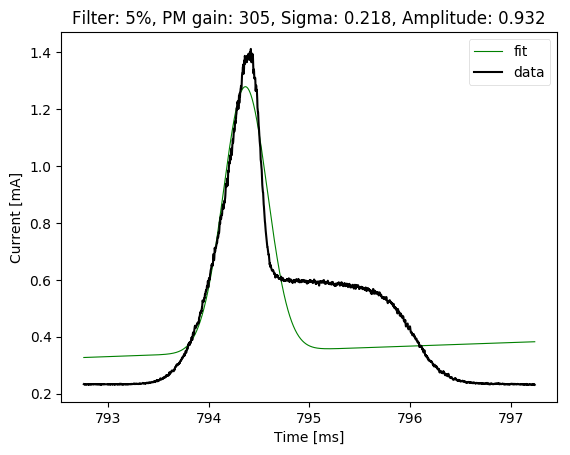 Filter: 5%, PM gain: 305, Sigma: 0.218, Amplitude: 0.932
fit
data
1.4
1.2
1.0
0.8
0.6
0.4
0.2
Current [mA]
793 794 795 796 797
Time [ms]